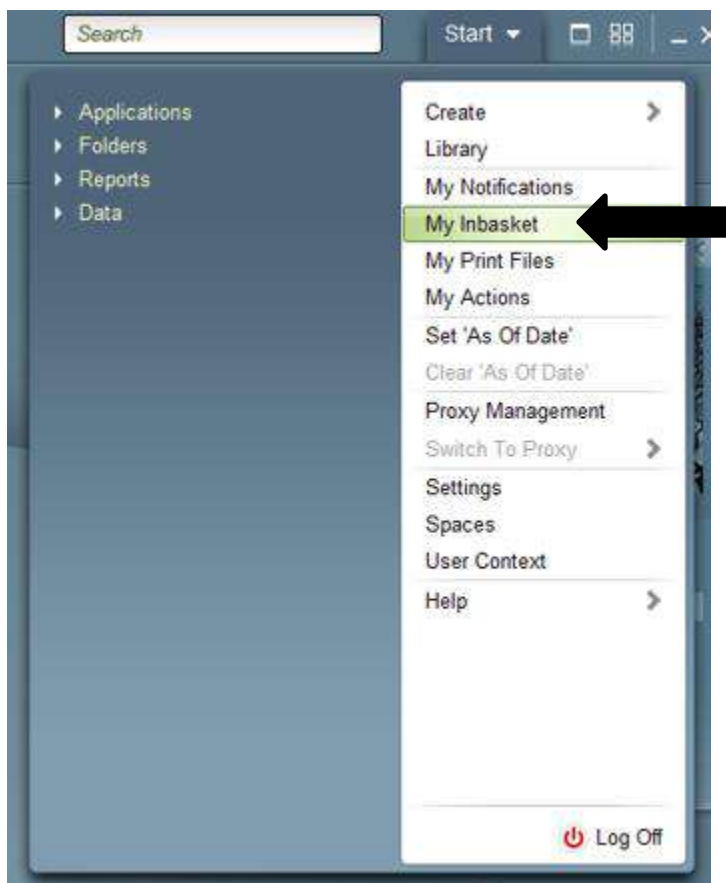 Search
Start
Applications
Folders
Reports
Data
Create
Library
My Notifications
My Inbasket
My Print Files
My Actions
Set 'As Of Date'
Clear 'As Of Date'
Proxy Management
Switch To Proxy
Settings
Spaces
User Context
Help
Log Off